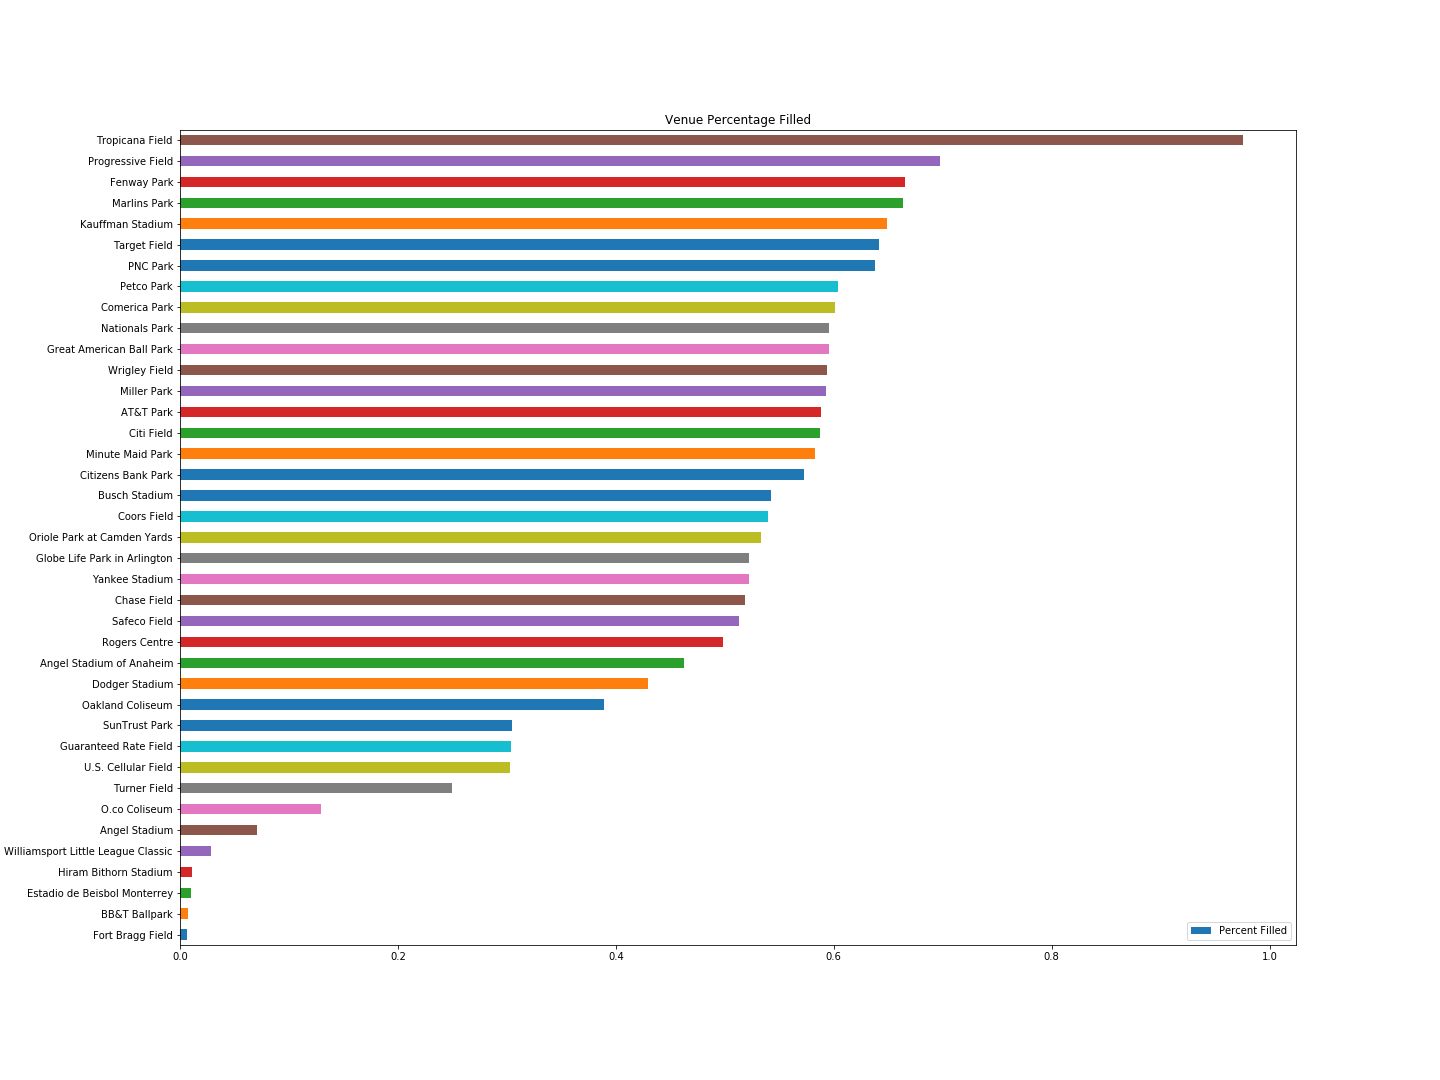 Venue Percentage Filled
Tropicana Field
Progressive Field
Fenway Park
Marlins Park
Kauffman Stadium
Target Field
PNC Park
Petco Park
Comerica Park
Nationals Park
Great American Ball Park
Wrigley Field
Miller Park
AT&T Park
Citi Field
Minute Maid Park
Citizens Bank Park
Busch Stadium
Coors Field
Oriole Park at Camden Yards
Globe Life Park in Arlington
Yankee Stadium
Chase Field
Safeco Field
Rogers Centre
Angel Stadium of Anaheim
Dodger Stadium
Oakland Coliseum
SunTrust Park
Guaranteed Rate Field
U.S. Cellular Field
Turner Field
O.co Coliseum
Angel Stadium
Williamsport Little League Classic
Hiram Bithorn Stadium
Estadio de Beisbol Monterrey
BB&T Ballpark
Fort Bragg Field
Percent Filled
0.0 0.2 0.4 0.6 0.8 1.0